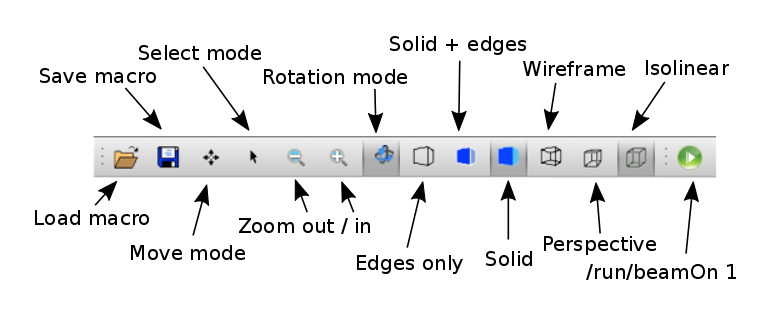 Solid + edges
Select mode
Wireframe
Isolinear
Save macro
Rotation mode
Load macro
Zoom out / in
Move mode
Perspective
Edges only
Solid
/run/beamOn 1